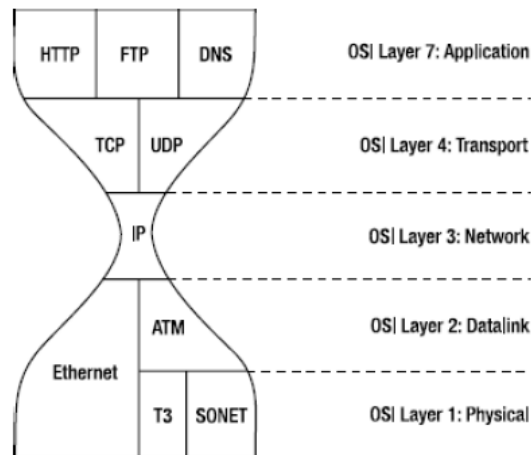 HTTP FTP DNS OSI Layer 7: Application
TCP UDP OSI Layer 4: Transport
IP OSI Layer 3: Network
ATM OSI Layer 2: Datalink
Ethernet
T3 SONET OSI Layer 1: Physical